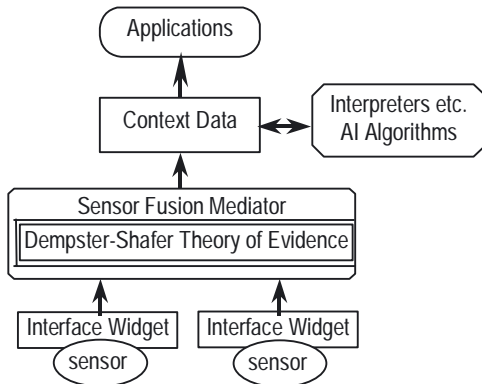 Applications
Context Data
Interpreters etc.
AI Algorithms
Sensor Fusion Mediator
Dempster-Shafer Theory of Evidence
Interface Widget
Interface Widget
sensor
sensor